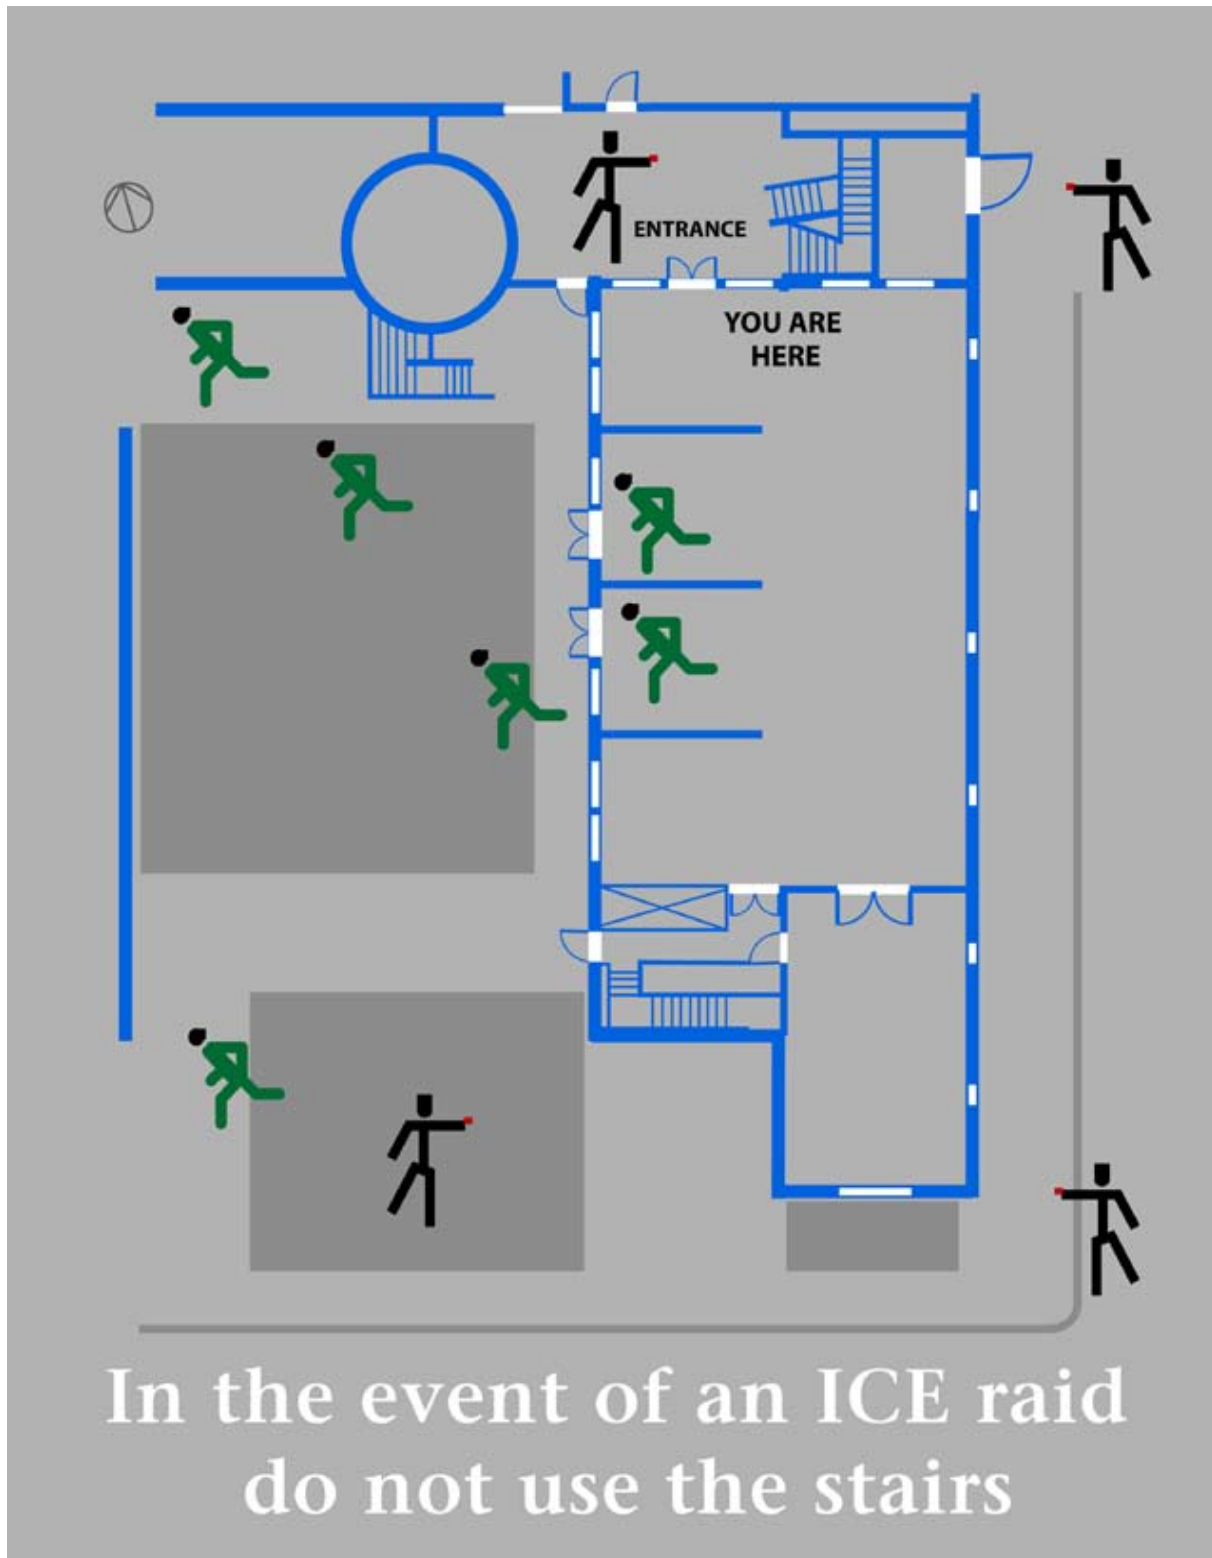 ENTRANCE
YOU ARE
HERE
In the event of an ICE raid
do not use the stairs